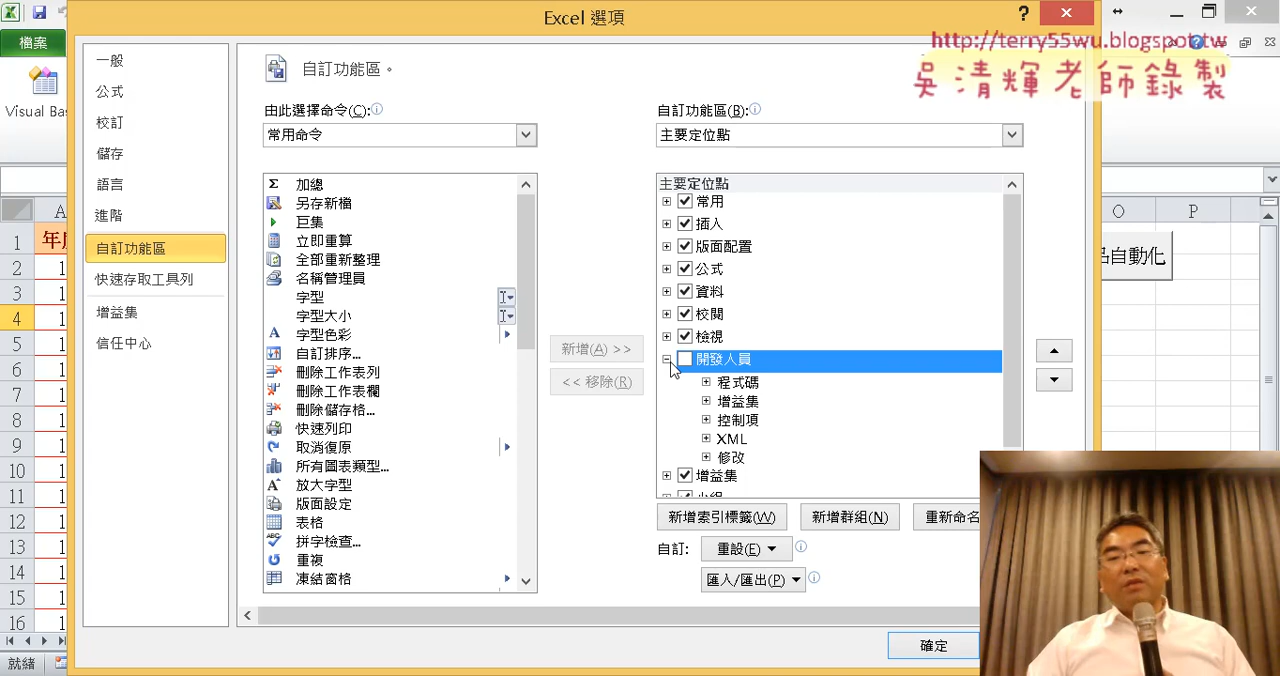 Excel 選項
?
http://terry55wu.blogspot.tw
吳清輝老師錄製
檔案
Visual Bas
一般
公式
校訂
儲存
語言
進階
自訂功能區
快速存取工具列
增益集
信任中心
自訂功能區。
由此選擇命令(C):
常用命令
加總
另存新檔
巨集
立即重算
全部重新整理
名稱管理員
字型
字型大小
字型色彩
自訂排序...
刪除工作表列
刪除工作表欄
刪除儲存格...
快速列印
取消復原
所有圖表類型...
放大字型
版面設定
表格
拼字檢查...
重複
凍結窗格
新增(A) >>
<< 移除(R)
自訂功能區(B):
主要定位點
主要定位點
常用
插入
版面配置
公式
資料
校閱
檢視
開發人員
程式碼
增益集
控制項
XML
修改
增益集
新增索引標籤(W)
新增群組(N)
重新命名
自訂:
重設(E)
匯入/匯出(P)
確定
A
O
P
1
年度
呂自動化
2
3
4
5
6
7
8
9
10
11
12
13
14
15
16
就緒